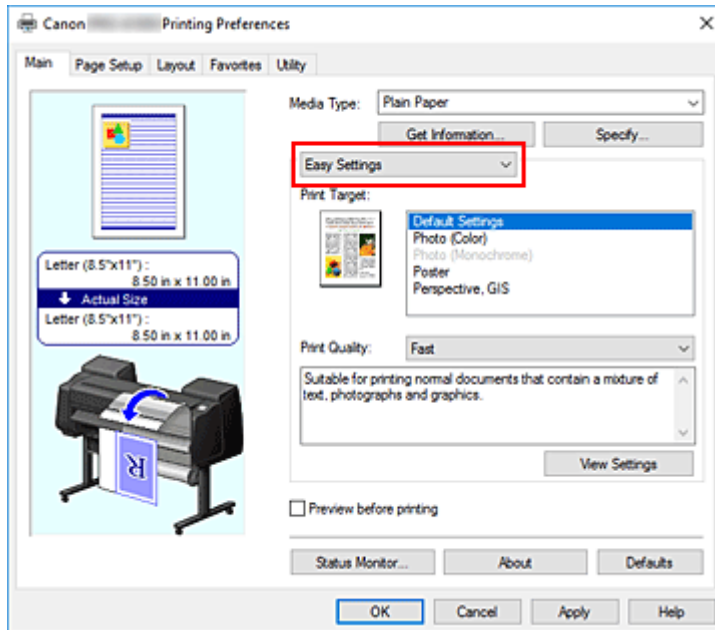 Canon Printing Preferences
Main Page Setup Layout Favorites Utility
Media Type: Plain Paper
Get Information... Specify...
Easy Settings
Print Target:
Default Settings
Photo (Color)
Photo (Monochrome)
Poster
Perspective, GIS
Letter (8.5"x11") :
8.50 in x 11.00 in
Actual Size
Letter (8.5"x11") :
8.50 in x 11.00 in
R
Print Quality: Fast
Suitable for printing normal documents that contain a mixture of
text, photographs and graphics.
View Settings
Preview before printing
Status Monitor... About Defaults
OK Cancel Apply Help